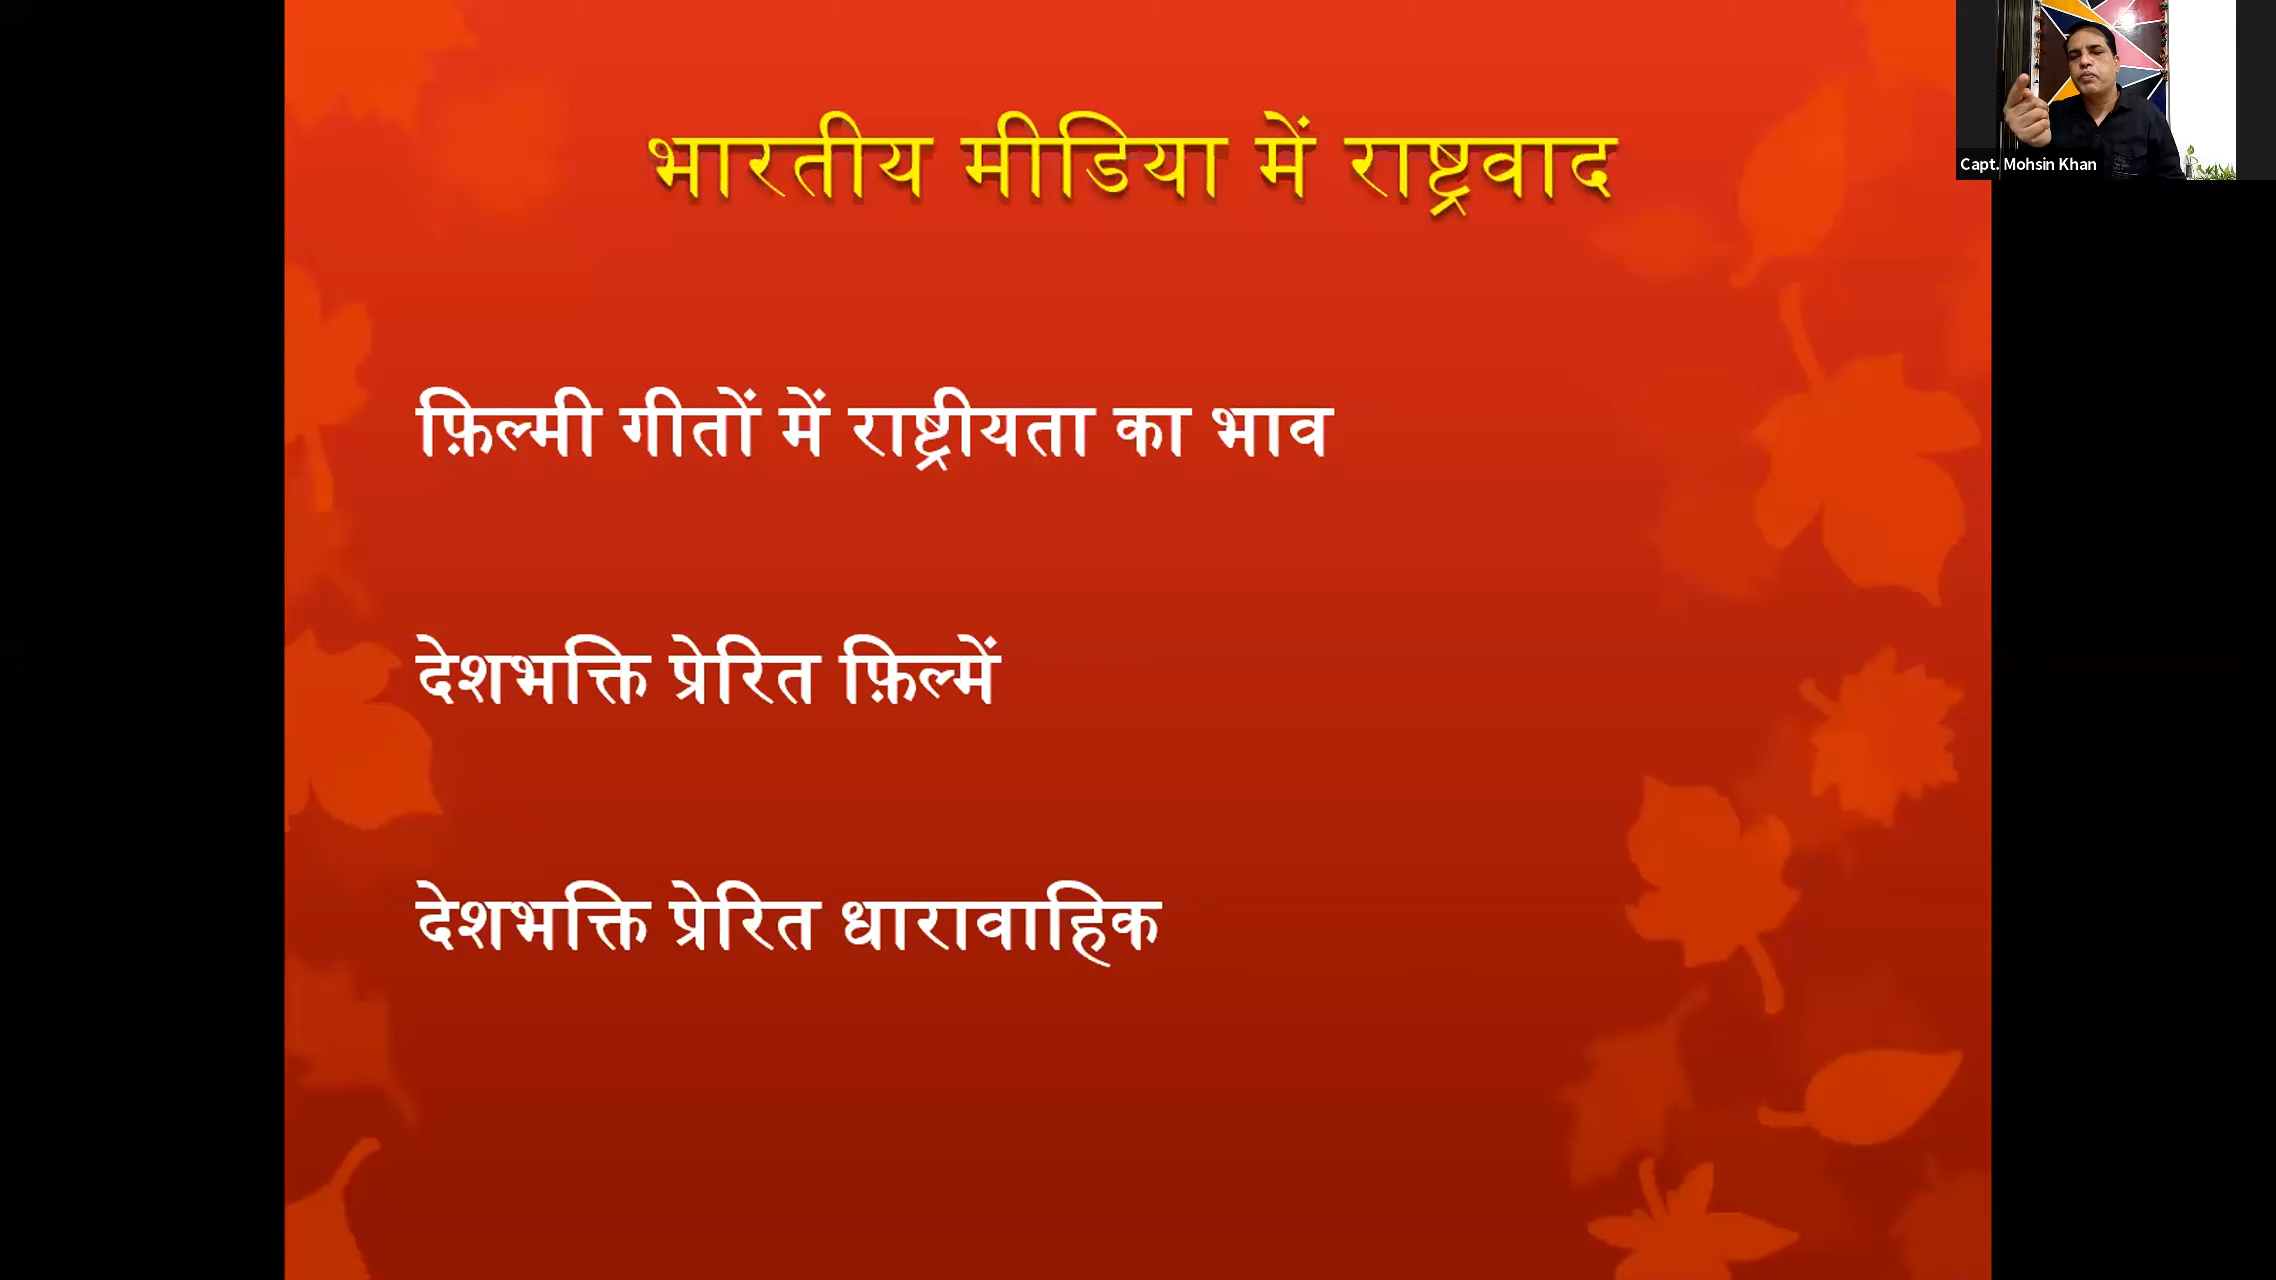 भारतीय मीडिया में राष्ट्रवाद
Capt. Mohsin Khan
फ़िल्मी गीतों में राष्ट्रीयता का भाव
देशभक्ति प्रेरित फ़िल्में
देशभक्ति प्रेरित धारावाहिक